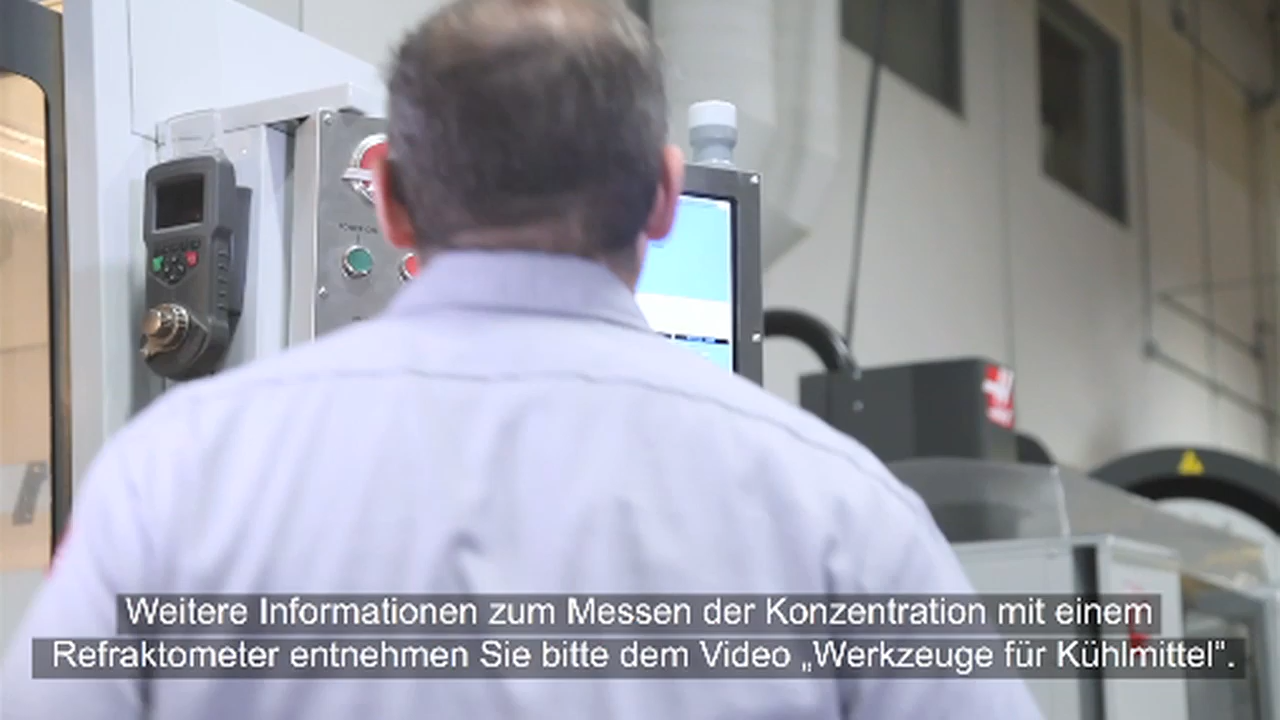 Weitere Informationen zum Messen der Konzentration mit einem
Refraktometer entnehmen Sie bitte dem Video „Werkzeuge für Kühlmittel“.